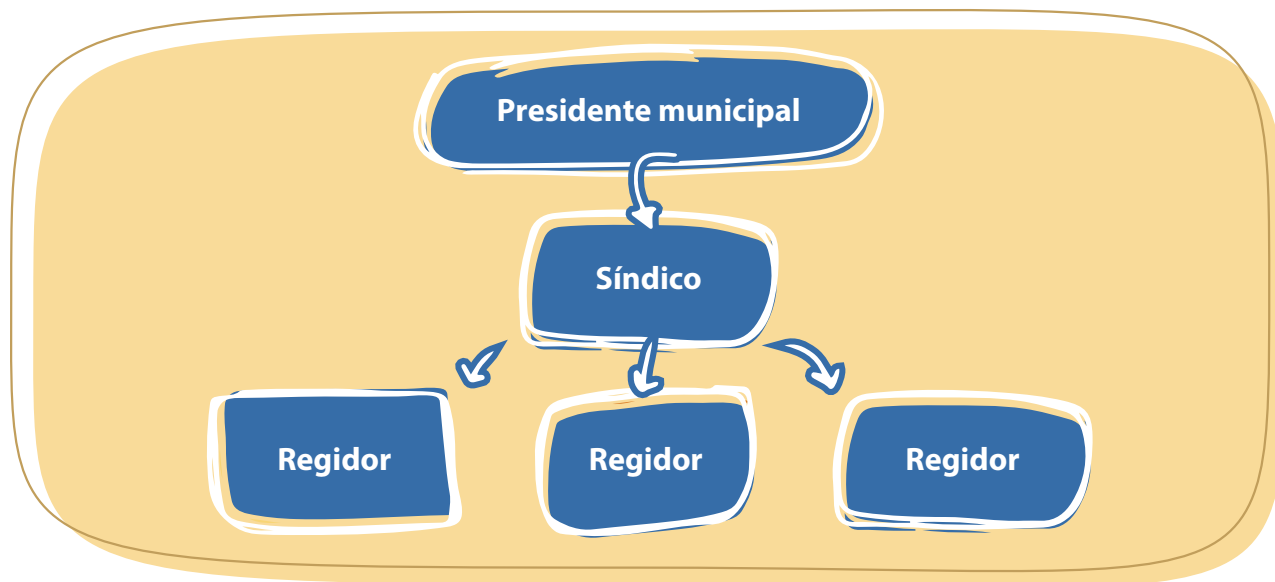 Presidente municipal
Síndico
Regidor
Regidor
Regidor